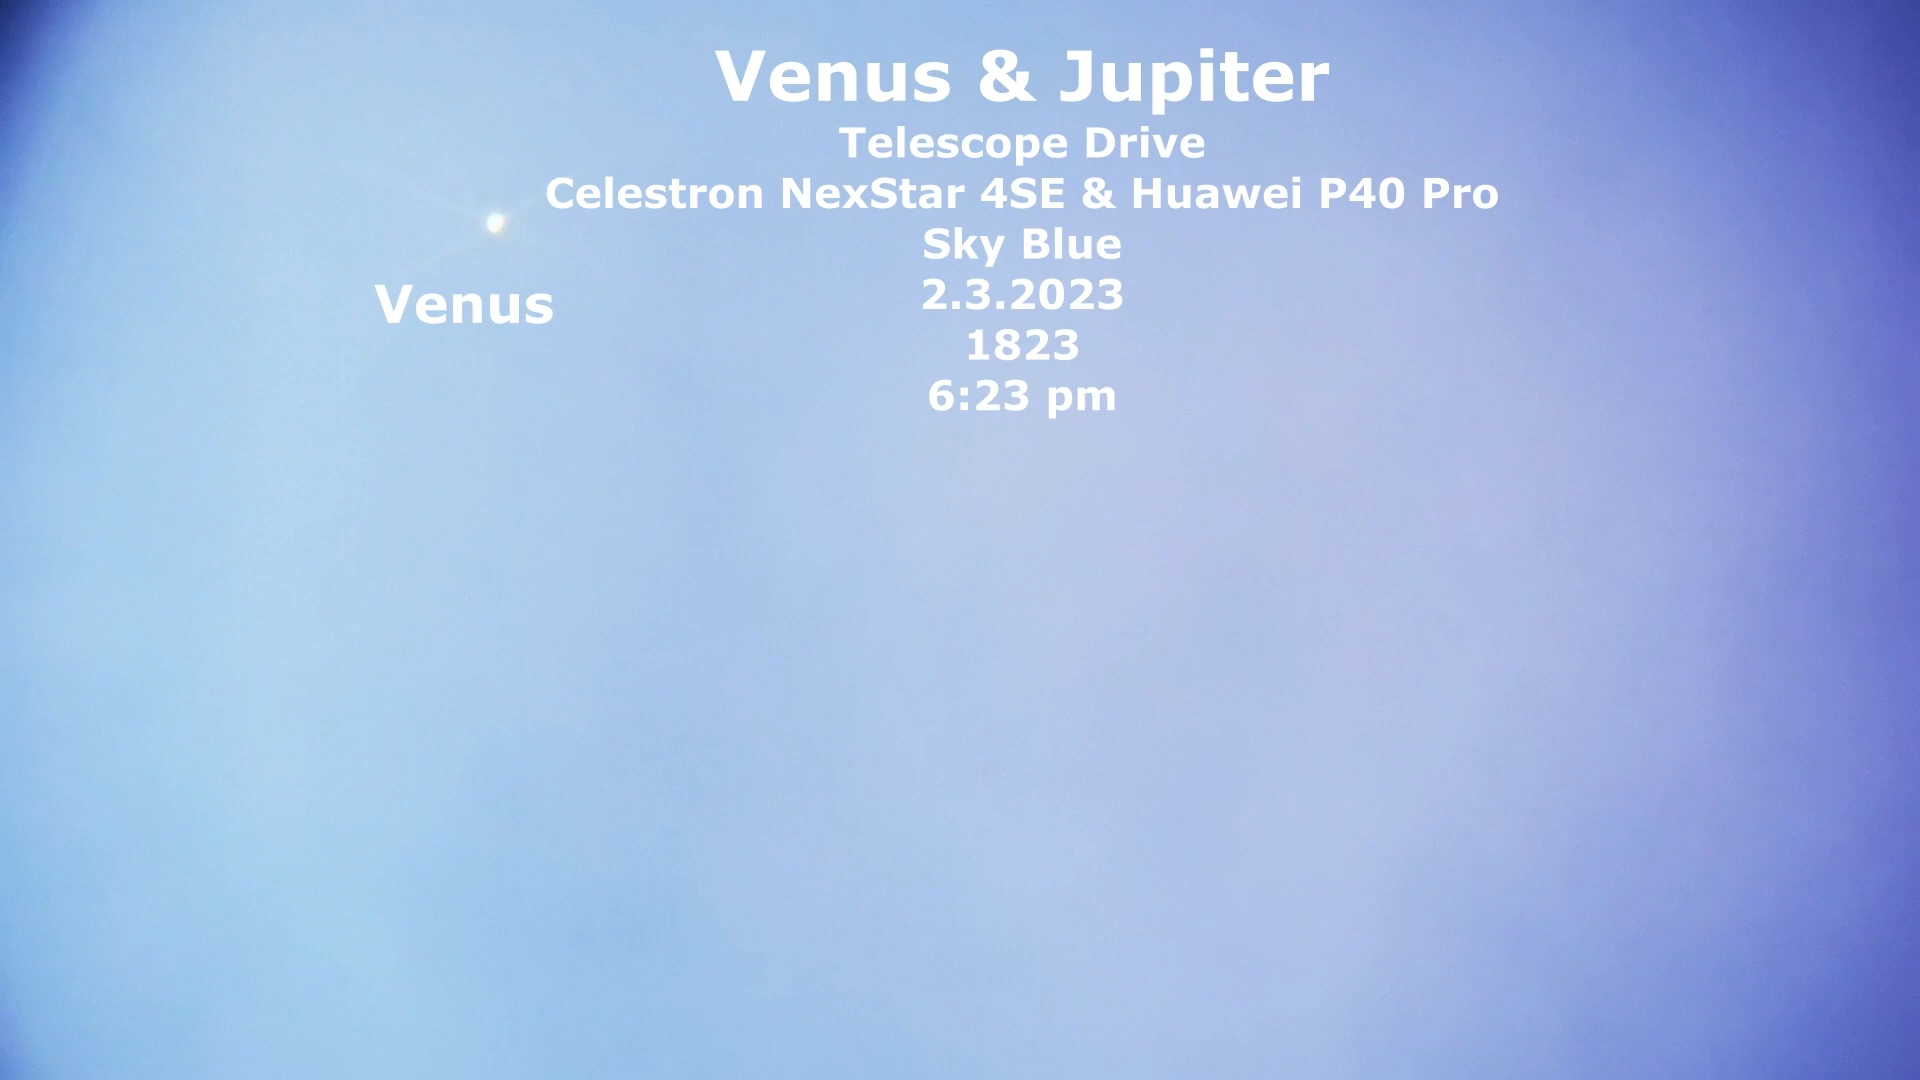 Venus & Jupiter
Telescope Drive
Celestron NexStar 4SE & Huawei P40 Pro
Sky Blue
2.3.2023
1823
6:23 pm
Venus